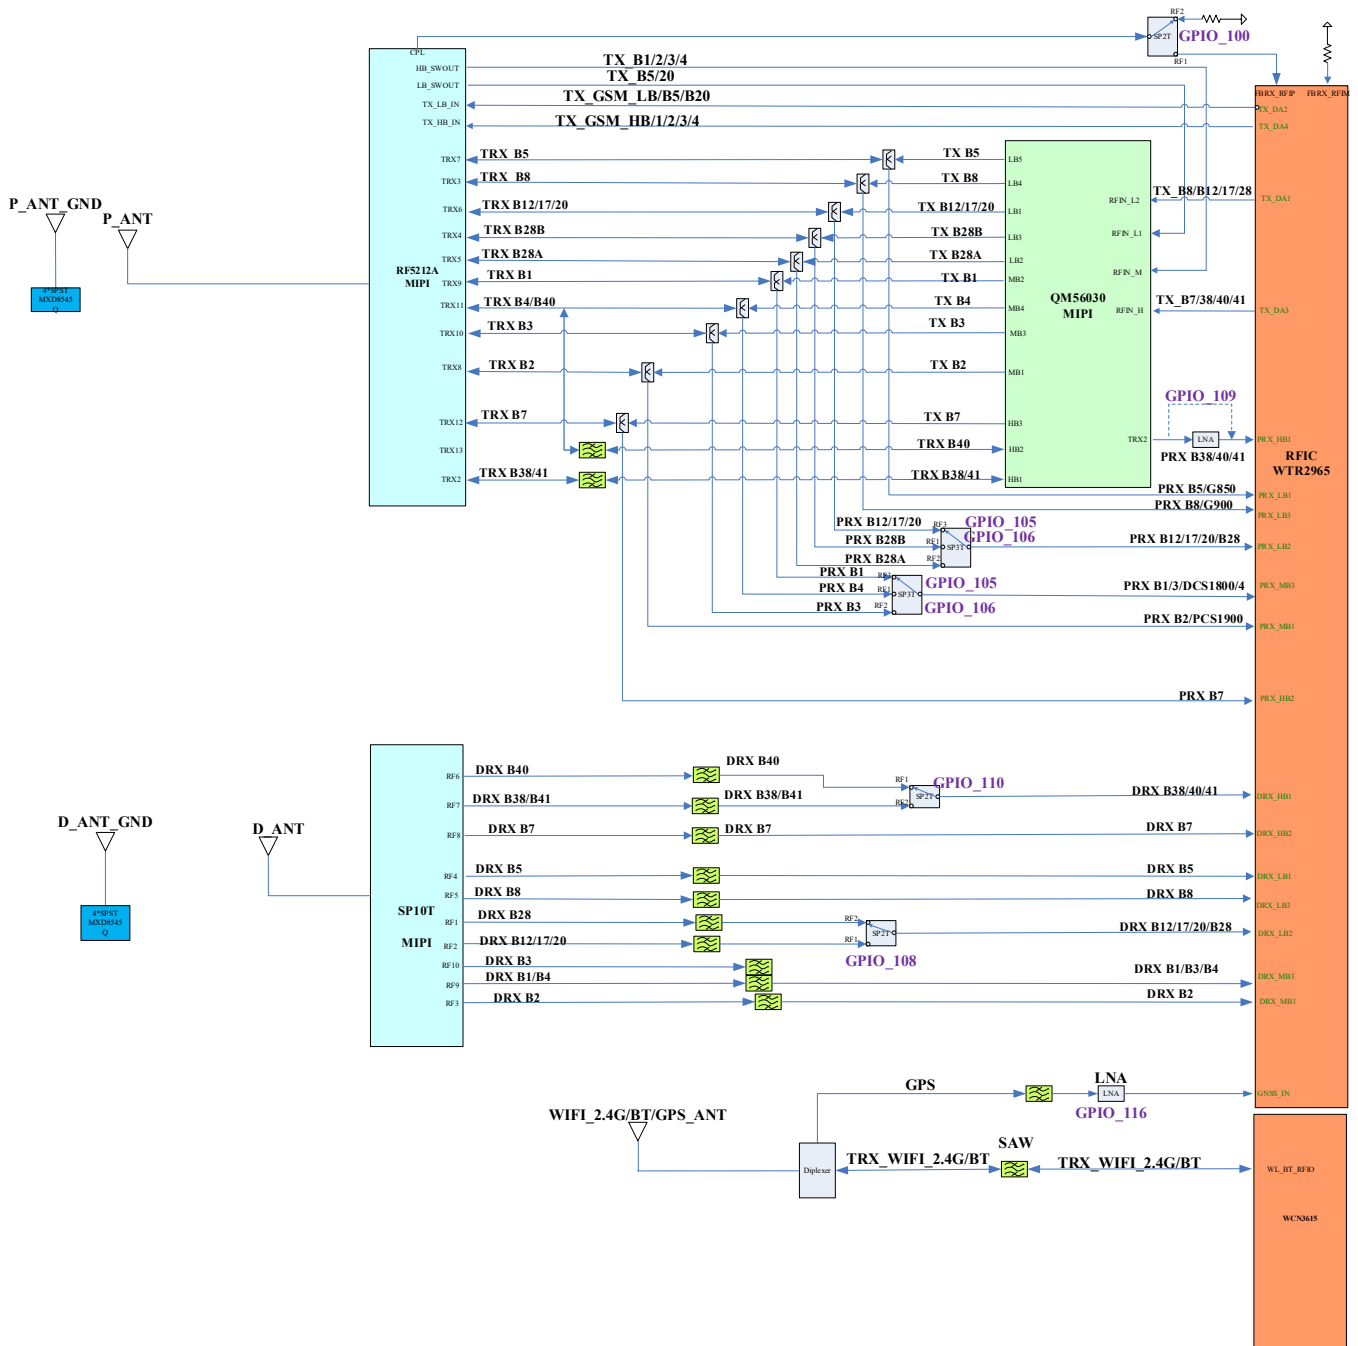 RF2
SP2T
GPIO_100
RF1
CPL
HB_SWOUT
TX_B1/2/3/4
LB_SWOUT
TX_B5/20
TX_LB_IN
TX_GSM_LB/B5/B20
TX_HB_IN
TX_GSM_HB/1/2/3/4
FBRX_RFIP
FBRX_RFIM
TX_DA2
TX_DA4
TRX7
TRX B5
TX B5
LB5
TRX3
TRX B8
TX B8
LB4
TRX6
TRX B12/17/20
TX B12/17/20
LB1
TRX4
TRX B28B
TX B28B
LB3
TRX5
TRX B28A
TX B28A
LB2
TRX9
TRX B1
TX B1
MB2
TRX11
TRX B4/B40
TX B4
MB4
TRX10
TRX B3
TX B3
MB3
TRX8
TRX B2
TX B2
MB1
TRX12
TRX B7
TX B7
HB3
TRX13
TRX B40
HB2
TRX2
TRX B38/41
TRX B38/41
HB1
RF5212A
MIPI
P_ANT_GND
P_ANT
4*SPST
MXD8545
Q
QM56030
MIPI
RFIN_L2
TX_B8/B12/17/28
TX_DA1
RFIN_L1
RFIN_M
RFIN_H
TX_B7/38/40/41
TX_DA3
GPIO_109
TRX2
LNA
PRX_HB1
PRX B38/40/41
RFIC
WTR2965
PRX B5/G850
PRX_LB1
PRX B8/G900
PRX_LB3
PRX B12/17/20
RF3
GPIO_105
GPIO_106
PRX B28B
RF1
SP3T
PRX B12/17/20/B28
PRX_LB2
PRX B28A
RF2
PRX B1
RF3
GPIO_105
PRX B4
RF1
SP3T
PRX B1/3/DCS1800/4
PRX_MB3
PRX B3
RF2
GPIO_106
PRX B2/PCS1900
PRX_MB1
PRX B7
PRX_HB2
RF6
DRX B40
DRX B40
RF1
GPIO_110
RF7
DRX B38/B41
DRX B38/B41
RF2
SP2T
DRX B38/40/41
DRX_HB1
RF8
DRX B7
DRX B7
DRX B7
DRX_HB2
D_ANT_GND
D_ANT
4*SPST
MXD8545
Q
RF4
DRX B5
DRX B5
DRX_LB1
RF5
DRX B8
DRX B8
DRX_LB3
SP10T
MIPI
RF1
DRX B28
RF2
SP2T
DRX B12/17/20/B28
DRX_LB2
RF2
DRX B12/17/20
RF1
GPIO_108
RF10
DRX B3
RF9
DRX B1/B4
DRX B1/B3/B4
DRX_MB3
RF3
DRX B2
DRX B2
DRX_MB1
GPS
LNA
LNA
GNSS_IN
GPIO_116
WIFI_2.4G/BT/GPS_ANT
SAW
Diplexer
TRX_WIFI_2.4G/BT
TRX_WIFI_2.4G/BT
WL_BT_RFIO
WCN3615